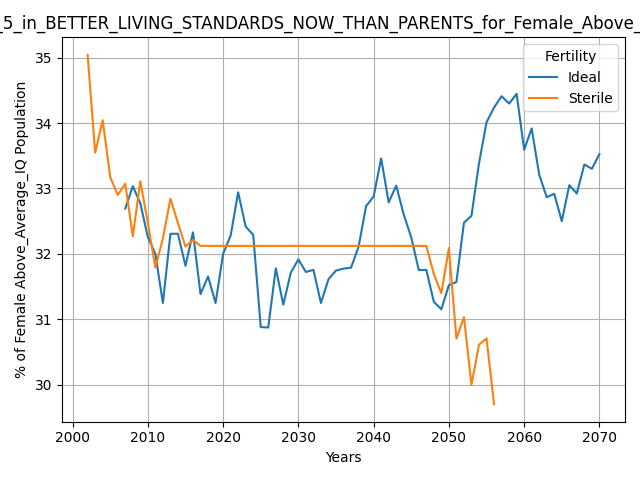 _5_in_BETTER_LIVING_STANDARDS_NOW_THAN_PARENTS_for_Female_Above_
% of Female Above_Average_IQ Population
35
34
33
32
31
30
Fertility
Ideal
Sterile
2000 2010 2020 2030 2040 2050 2060 2070
Years